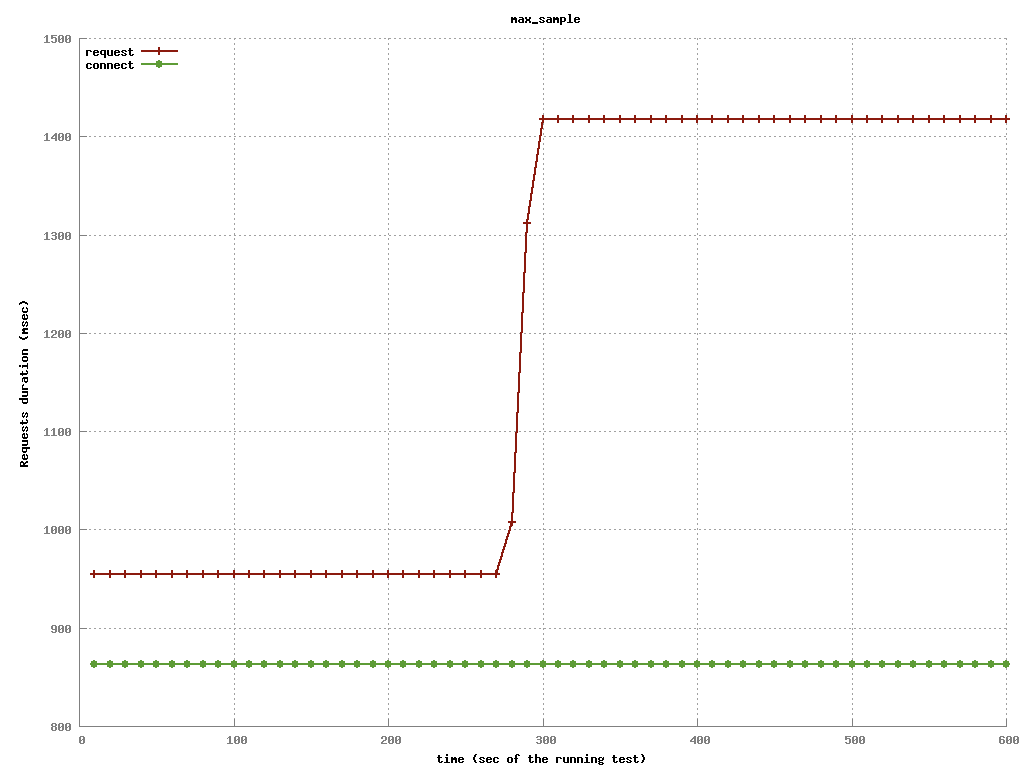 max_sample
1500
request
connect
1400
1300
1200
Requests duration (msec)
1100
1000
900
800
0 100 200 300 400 500 600
time (sec of the running test)